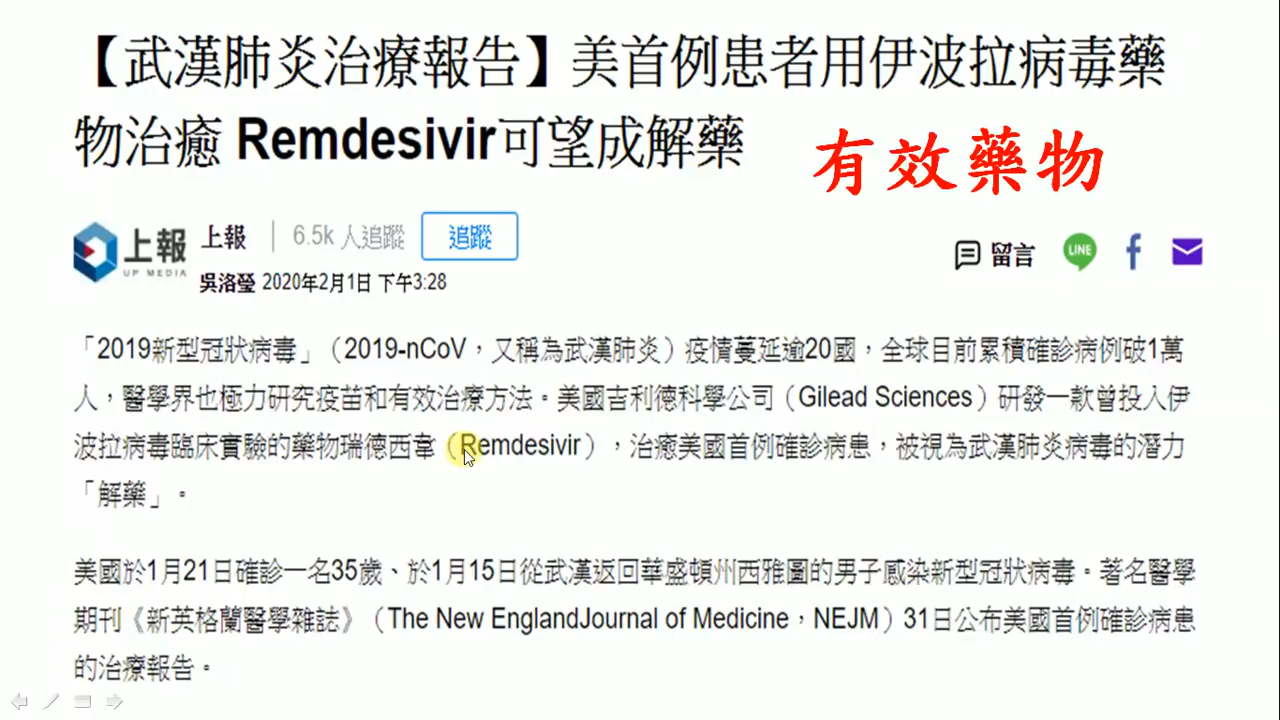 【武漢肺炎治療報告】美首例患者用伊波拉病毒藥
物治癒 Remdesivir可望成解藥
有效藥物
上報
UP MEDIA
上報 | 6.5k 人追蹤 追蹤
吳洛瑩 2020年2月1日 下午3:28
留言 LINE f
「2019新型冠狀病毒」（2019-nCoV，又稱為武漢肺炎）疫情蔓延逾20國，全球目前累積確診病例破1萬
人，醫學界也極力研究疫苗和有效治療方法。美國吉利德科學公司（Gilead Sciences）研發一款曾投入伊
波拉病毒臨床實驗的藥物瑞德西韋（Remdesivir），治癒美國首例確診病患，被視為武漢肺炎病毒的潛力
「解藥」。
美國於1月21日確診一名35歲、於1月15日從武漢返回華盛頓州西雅圖的男子感染新型冠狀病毒。著名醫學
期刊《新英格蘭醫學雜誌》（The New EnglandJournal of Medicine，NEJM）31日公布美國首例確診病患
的治療報告。